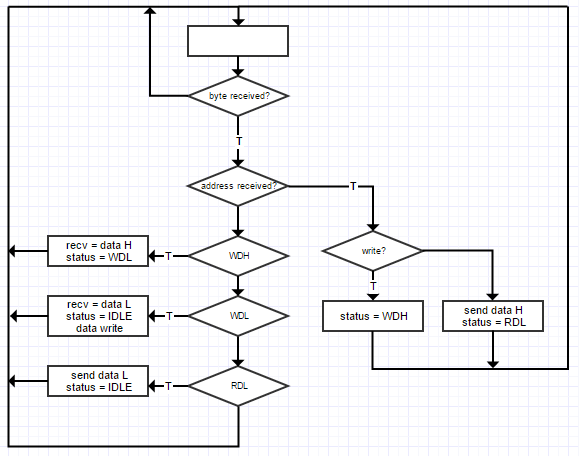 byte received?
T
address received?
T
recv = data H
status = WDL
T
WDH
write?
T
recv = data L
status = IDLE
data write
T
WDL
status = WDH
send data H
status = RDL
send data L
status = IDLE
T
RDL